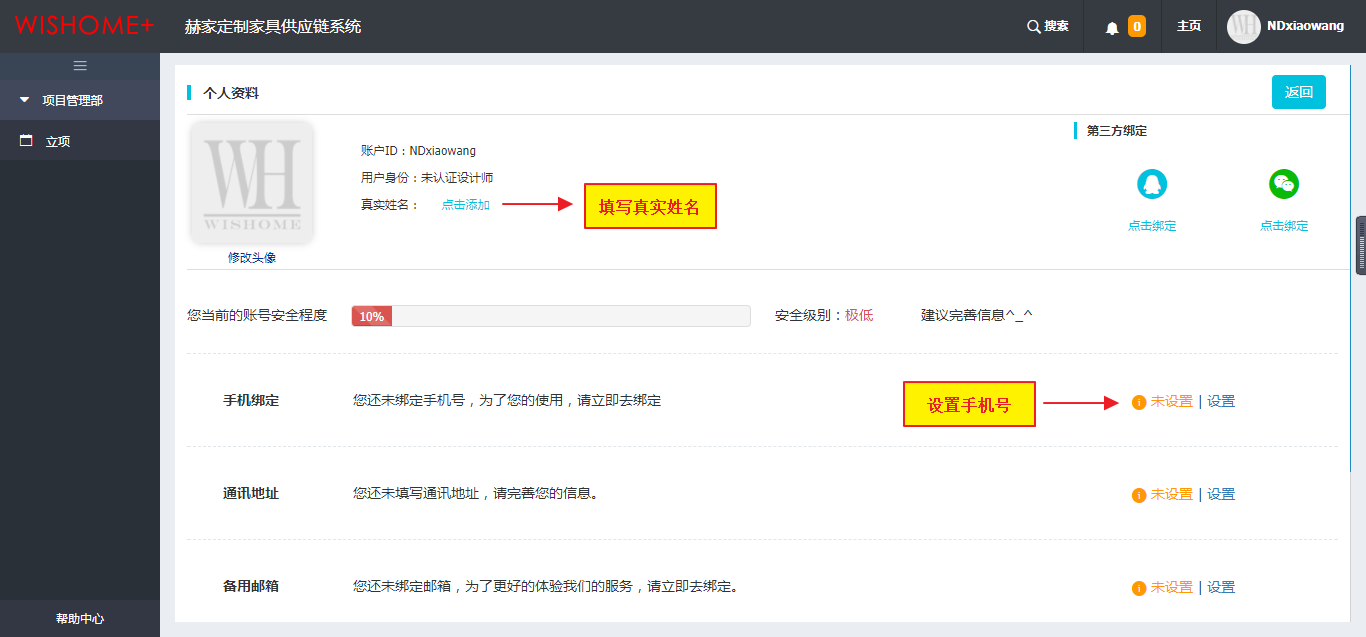 WISHOME+
赫家定制家具供应链系统
搜索
0
主页
NDxiaowang
项目管理部
立项
帮助中心
个人资料
返回
WH
WISHOME
修改头像
账户ID：NDxiaowang
用户身份：未认证设计师
真实姓名： 点击添加
填写真实姓名
第三方绑定
点击绑定
点击绑定
您当前的账号安全程度
10%
安全级别：极低
建议完善信息^_^
手机绑定
您还未绑定手机号，为了您的使用，请立即去绑定
设置手机号
未设置 | 设置
通讯地址
您还未填写通讯地址，请完善您的信息。
未设置 | 设置
备用邮箱
您还未绑定邮箱，为了更好的体验我们的服务，请立即去绑定。
未设置 | 设置